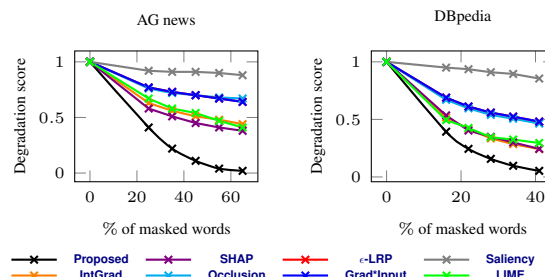 AG news
DBpedia
Degradation score
1
0.5
0
0 20 40 60
% of masked words
Degradation score
1
0.5
0
0 20 40
% of masked words
Proposed SHAP ϵ-LRP Saliency
IntGrad Occlusion Grad*Input LIME